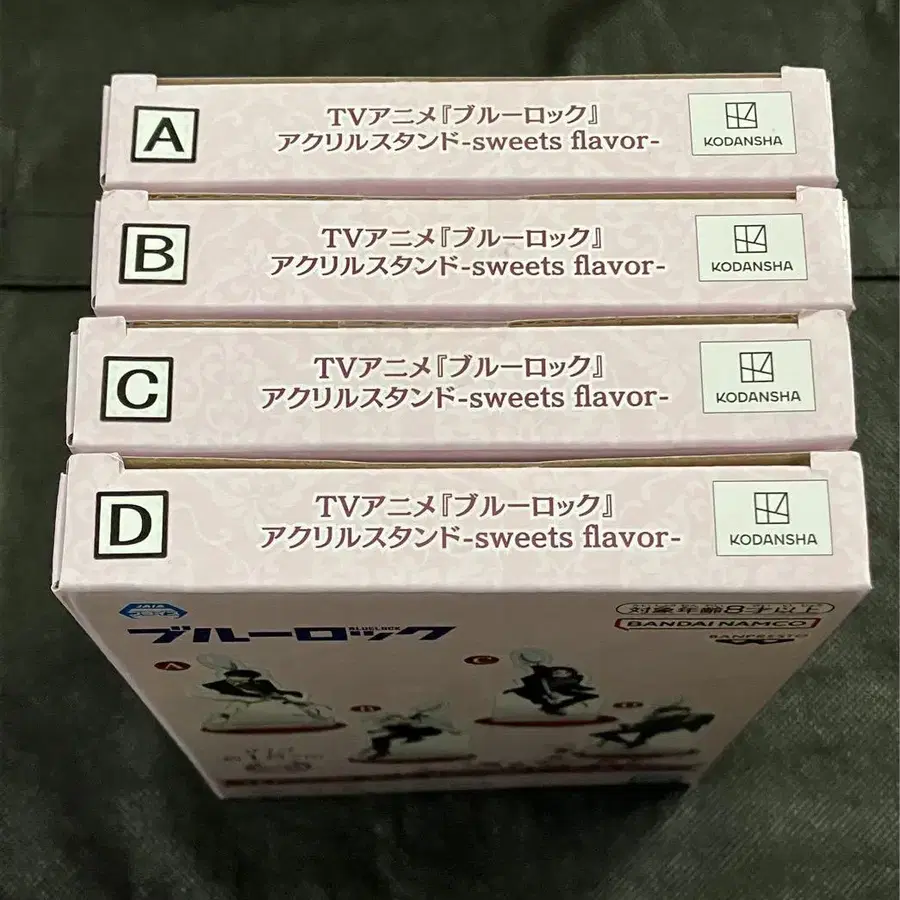 A
TVアニメ『ブルーロック』
アクリルスタンド-sweets flavor-
KODANSHA
B
TVアニメ『ブルーロック』
アクリルスタンド-sweets flavor-
KODANSHA
C
TVアニメ『ブルーロック』
アクリルスタンド-sweets flavor-
KODANSHA
D
TVアニメ『ブルーロック』
アクリルスタンド-sweets flavor-
KODANSHA
JAIA
対象年齢8才以上
BANDAI NAMCO
BANPRESTO
BLUELOCK
ブルーロック
A
C
B
D